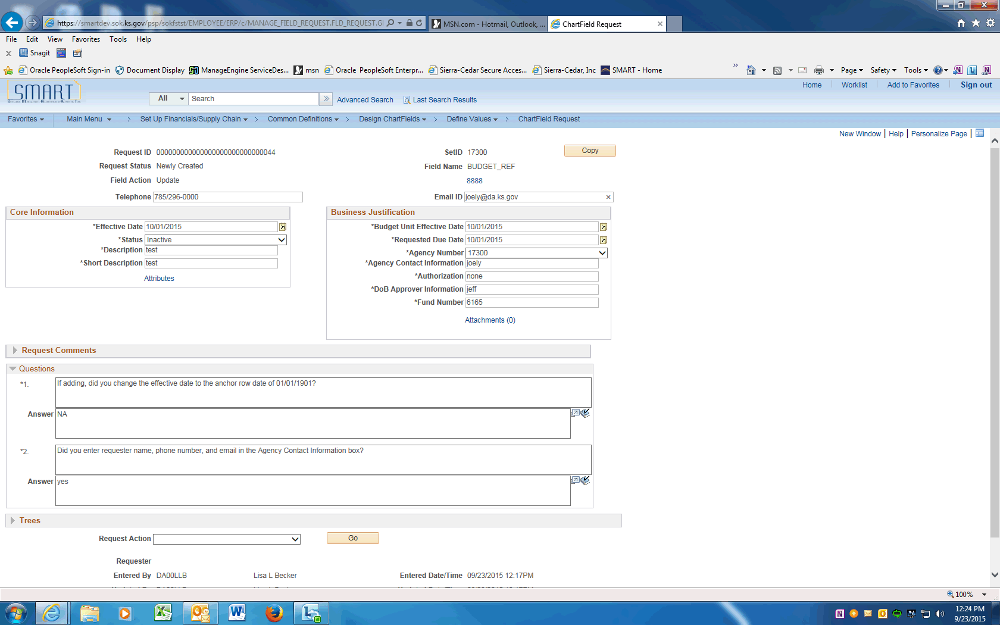 https://smartdev.sok.ks.gov/psp/sokfstst/EMPLOYEE/ERP/c/MANAGE_FIELD_REQUEST.FLD_REQUEST.GI
MSN.com - Hotmail, Outlook, ...
ChartField Request
File Edit View Favorites Tools Help
x Snagit
Oracle PeopleSoft Sign-in Document Display ManageEngine ServiceDes... msn Oracle PeopleSoft Enterpr... Sierra-Cedar Secure Acces... Sierra-Cedar, Inc SMART - Home
Page Safety Tools
SMART
Home Worklist Add to Favorites Sign out
All Search Advanced Search Last Search Results
Favorites Main Menu > Set Up Financials/Supply Chain > Common Definitions > Design ChartFields > Define Values > ChartField Request
New Window | Help | Personalize Page |
Request ID 000000000000000000000000000044 SetID 17300 Copy
Request Status Newly Created Field Name BUDGET_REF
Field Action Update 8888
Telephone 785/296-0000 Email ID joely@da.ks.gov ×
Core Information
*Effective Date 10/01/2015
*Status Inactive
*Description test
*Short Description test
Attributes
Business Justification
*Budget Unit Effective Date 10/01/2015
*Requested Due Date 10/01/2015
*Agency Number 17300
*Agency Contact Information joely
*Authorization none
*DoB Approver Information jeff
*Fund Number 6165
Attachments (0)
Request Comments
Questions
*1. If adding, did you change the effective date to the anchor row date of 01/01/1901?
Answer NA
*2. Did you enter requester name, phone number, and email in the Agency Contact Information box?
Answer yes
Trees
Request Action Go
Requester
Entered By DA00LLB Lisa L Becker Entered Date/Time 09/23/2015 12:17PM
100%
12:24 PM
9/23/2015